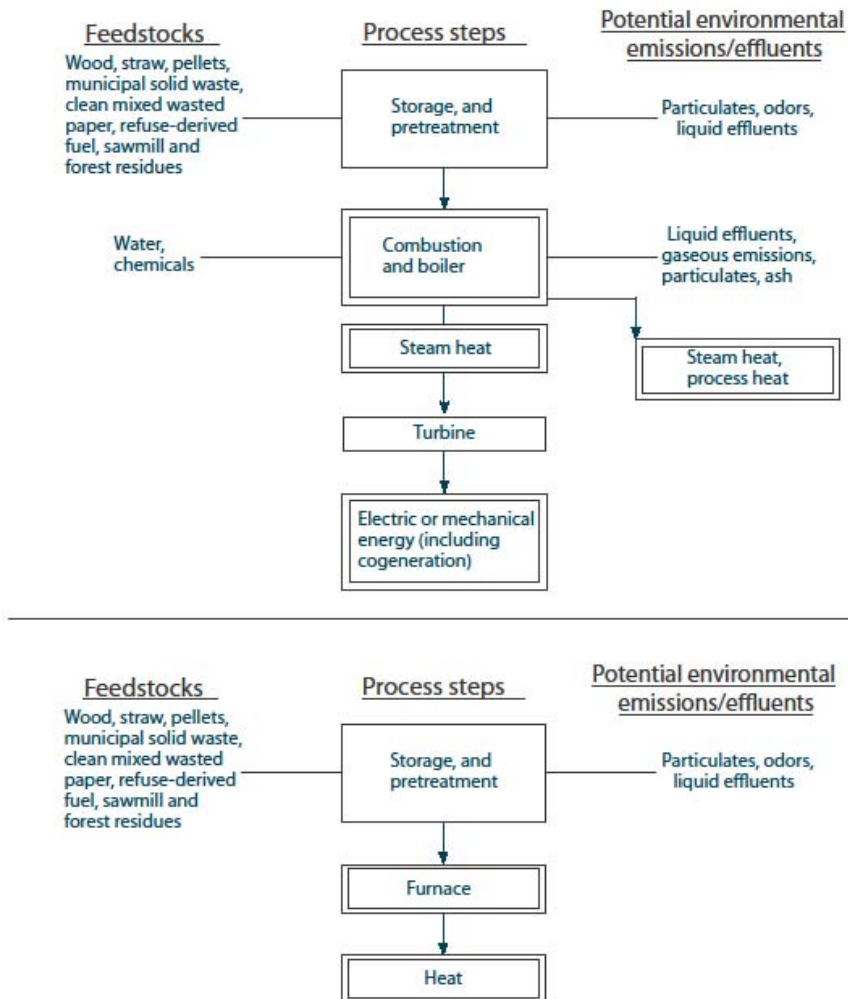 Feedstocks
Wood, straw, pellets,
municipal solid waste,
clean mixed wasted
paper, refuse-derived
fuel, sawmill and
forest residues
Process steps
Storage, and
pretreatment
Potential environmental
emissions/effluents
Particulates, odors,
liquid effluents
Water,
chemicals
Combustion
and boiler
Liquid effluents,
gaseous emissions,
particulates, ash
Steam heat
Steam heat,
process heat
Turbine
Electric or mechanical
energy (including
cogeneration)
Feedstocks
Wood, straw, pellets,
municipal solid waste,
clean mixed wasted
paper, refuse-derived
fuel, sawmill and
forest residues
Process steps
Storage, and
pretreatment
Potential environmental
emissions/effluents
Particulates, odors,
liquid effluents
Furnace
Heat